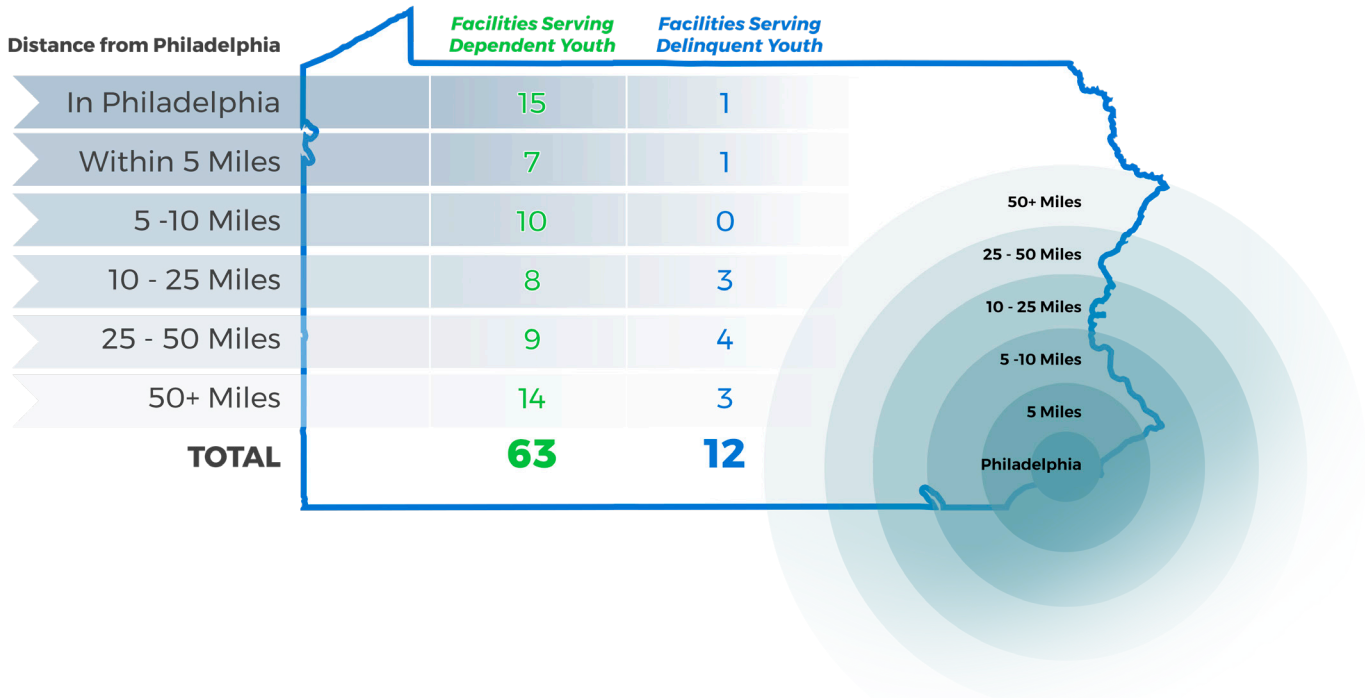 Distance from Philadelphia
Facilities Serving
Dependent Youth
Facilities Serving
Delinquent Youth
In Philadelphia 15 1
Within 5 Miles 7 1
5 -10 Miles 10 0
10 - 25 Miles 8 3
25 - 50 Miles 9 4
50+ Miles 14 3
TOTAL 63 12
50+ Miles
25 - 50 Miles
10 - 25 Miles
5 -10 Miles
5 Miles
Philadelphia